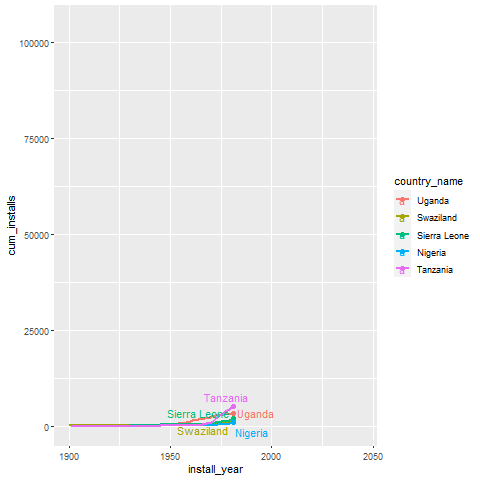 100000
75000
50000
25000
0
cum_installs
1900
1950
2000
2050
install_year
Tanzania
Sierra Leone
Uganda
Swaziland
Nigeria
country_name
Uganda
Swaziland
Sierra Leone
Nigeria
Tanzania